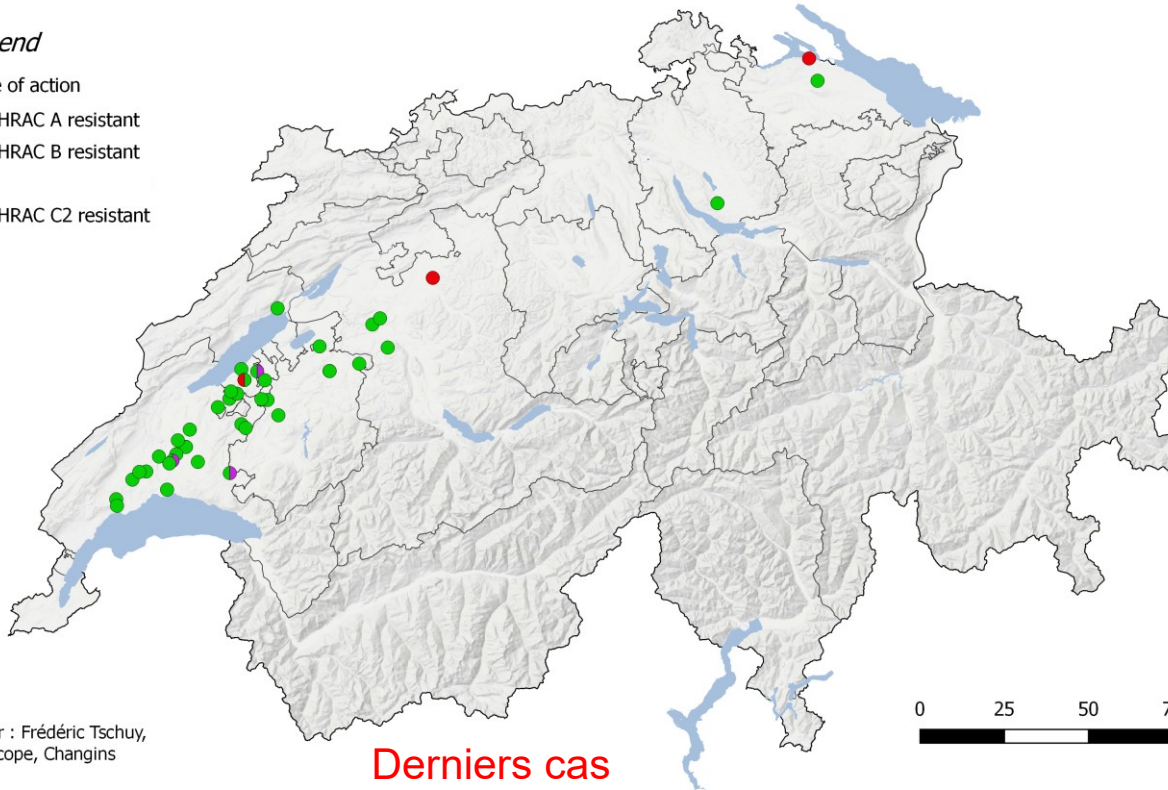 end
e of action
HRAC A resistant
HRAC B resistant
HRAC C2 resistant
r : Frédéric Tschuy,
cope, Changins
Derniers cas
0 25 50 7